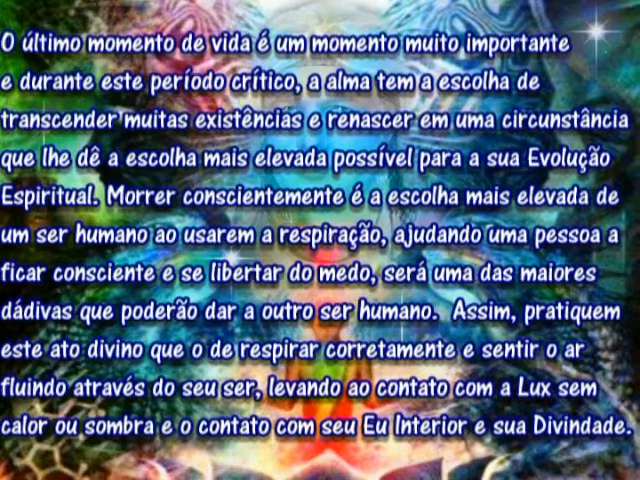 O último momento de vida é um momento muito importante
e durante este período crítico, a alma tem a escolha de
transcender muitas existências e renascer em uma circunstância
que lhe dê a escolha mais elevada possível para a sua Evolução
Espiritual. Morrer conscientemente é a escolha mais elevada de
um ser humano ao usarem a respiração, ajudando uma pessoa a
ficar consciente e se libertar do medo, será uma das maiores
dádivas que poderão dar a outro ser humano. Assim, pratiquem
este ato divino que o de respirar corretamente e sentir o ar
fluindo através do seu ser, levando ao contato com a Lux sem
calor ou sombra e o contato com seu Eu Interior e sua Divindade.